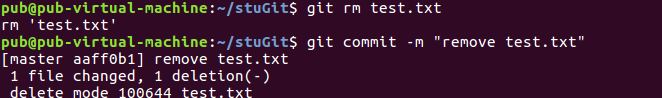 pub@pub-virtual-machine:~/stuGit$ git rm test.txt
rm 'test.txt'
pub@pub-virtual-machine:~/stuGit$ git commit -m "remove test.txt"
[master aaff0b1] remove test.txt
 1 file changed, 1 deletion(-)
 delete mode 100644 test.txt